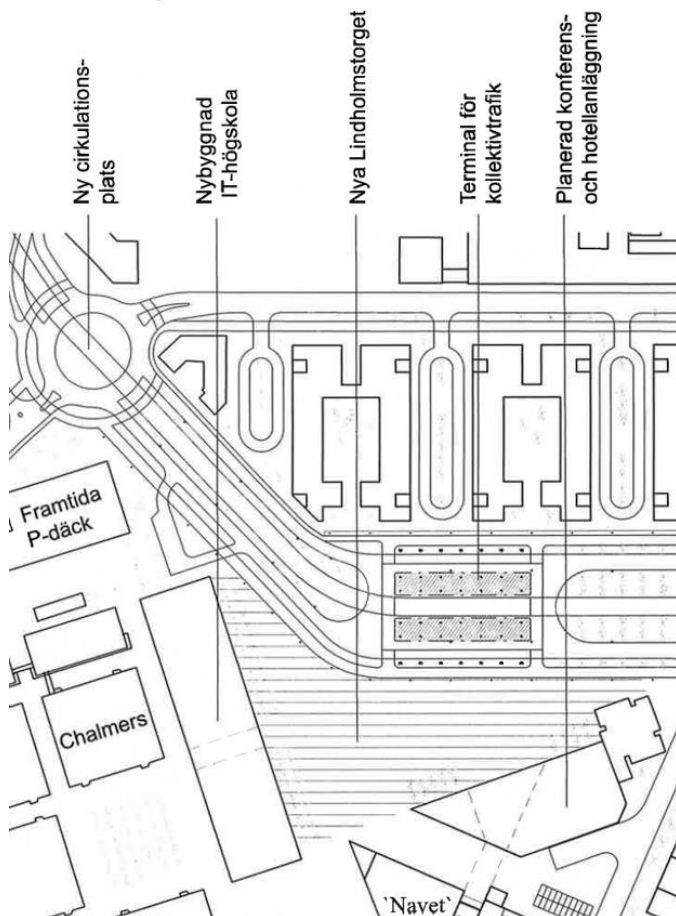 Ny cirkulations-
plats
Nybyggnad
IT-högskola
Nya Lindholmstorget
Terminal för
kollektivtrafik
Planerad konferens-
och hotellanläggning
Framtida
P-däck
Chalmers
`Navet`